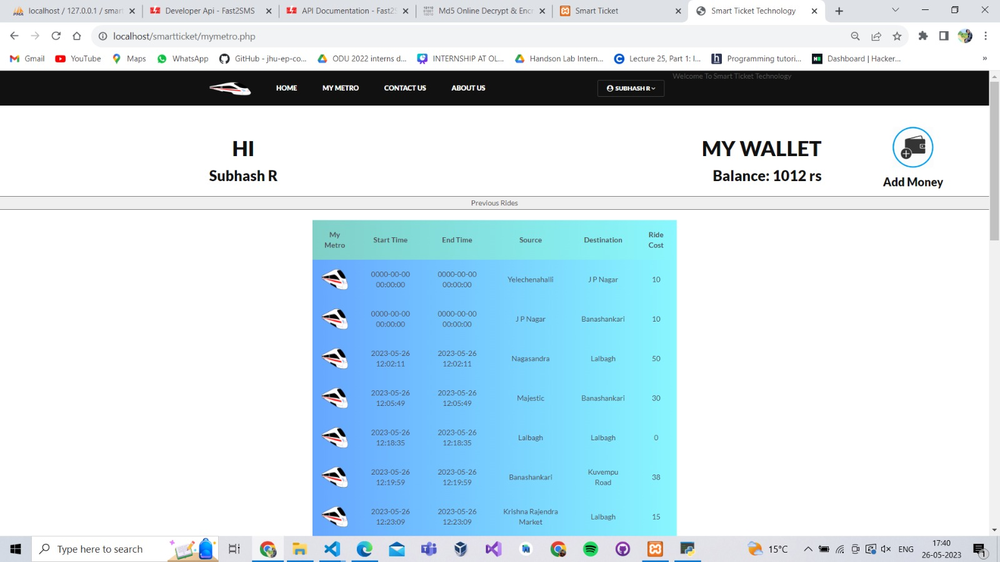 localhost / 127.0.0.1 / smart
Developer Api - Fast2SMS
API Documentation - Fast2S
Md5 Online Decrypt & Encr
Smart Ticket
Smart Ticket Technology
localhost/smartticket/mymetro.php
Gmail
YouTube
Maps
WhatsApp
GitHub - jhu-ep-co...
ODU 2022 interns d...
INTERNSHIP AT OL...
Handson Lab Intern...
Lecture 25, Part 1: I...
Programming tutori...
Dashboard | Hacker...
»
HOME
MY METRO
CONTACT US
ABOUT US
SUBHASH R
Welcome To Smart Ticket Technology
HI
Subhash R
MY WALLET
Balance: 1012 rs
Add Money
Previous Rides
My Metro Start Time End Time Source Destination Ride Cost
0000-00-00 00:00:00 0000-00-00 00:00:00 Yelechenahalli J P Nagar 10
0000-00-00 00:00:00 0000-00-00 00:00:00 J P Nagar Banashankari 10
2023-05-26 12:02:11 2023-05-26 12:02:11 Nagasandra Lalbagh 50
2023-05-26 12:05:49 2023-05-26 12:05:49 Majestic Banashankari 30
2023-05-26 12:18:35 2023-05-26 12:18:35 Lalbagh Lalbagh 0
2023-05-26 12:19:59 2023-05-26 12:19:59 Banashankari Kuvempu Road 38
2023-05-26 12:23:09 2023-05-26 12:23:09 Krishna Rajendra Market Lalbagh 15
Type here to search
15°C
ENG
17:40
26-05-2023
1